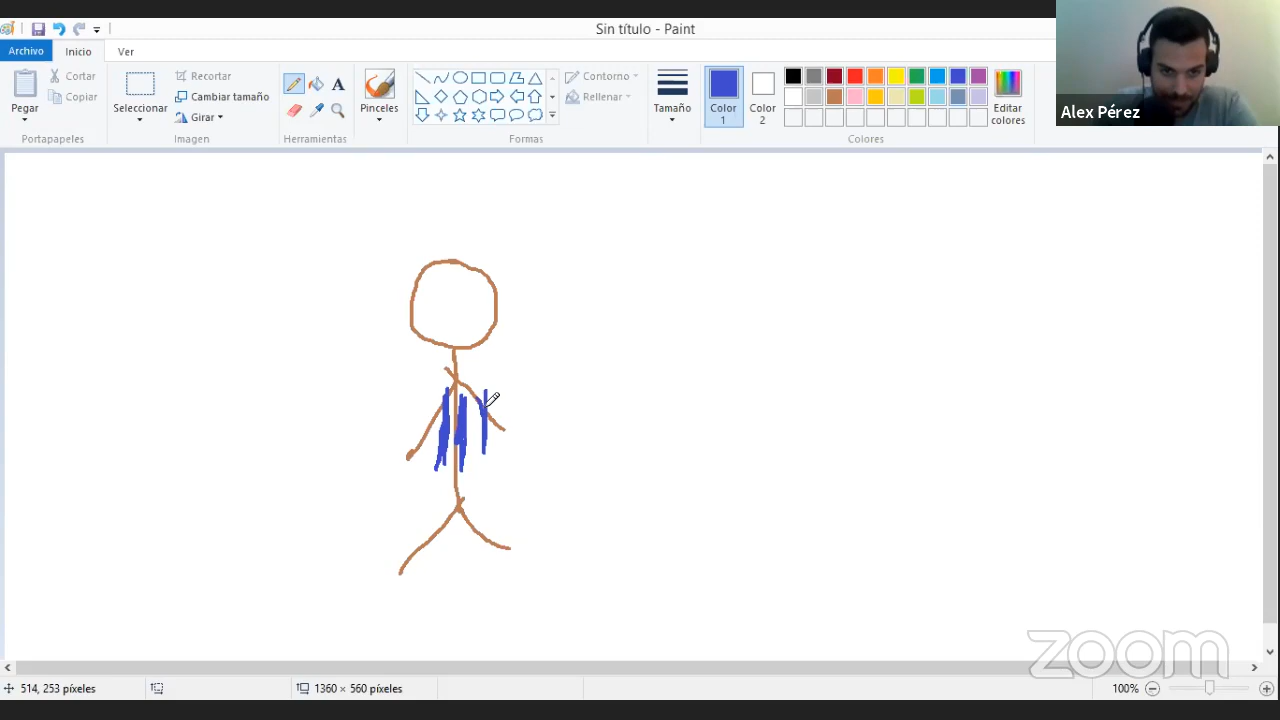 Sin título - Paint
Archivo Inicio Ver
Pegar
Cortar
Copiar
Portapapeles
Seleccionar
Recortar
Cambiar tamaño
Girar
Imagen
A
Herramientas
Pinceles
Contorno
Rellenar
Formas
Tamaño
Color 1
Color 2
Editar colores
Colores
Alex Pérez
zoom
514, 253 píxeles
1360 × 560 píxeles
100%